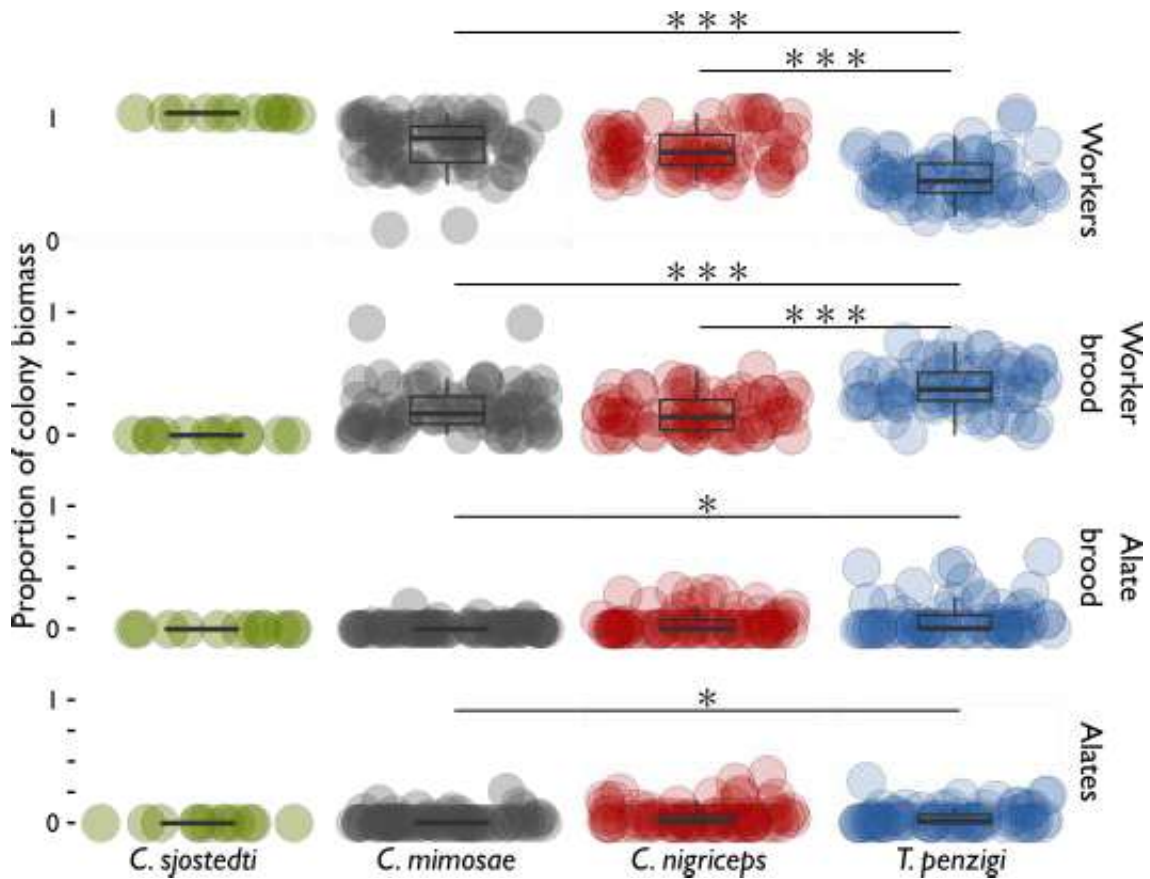 * * *
* * *
1
0
Workers
* * *
* * *
1
0
Worker
brood
*
1
0
Alate
brood
*
1
0
Alates
Proportion of colony biomass
C. sjostedti C. mimosae C. nigriceps T. penzigi